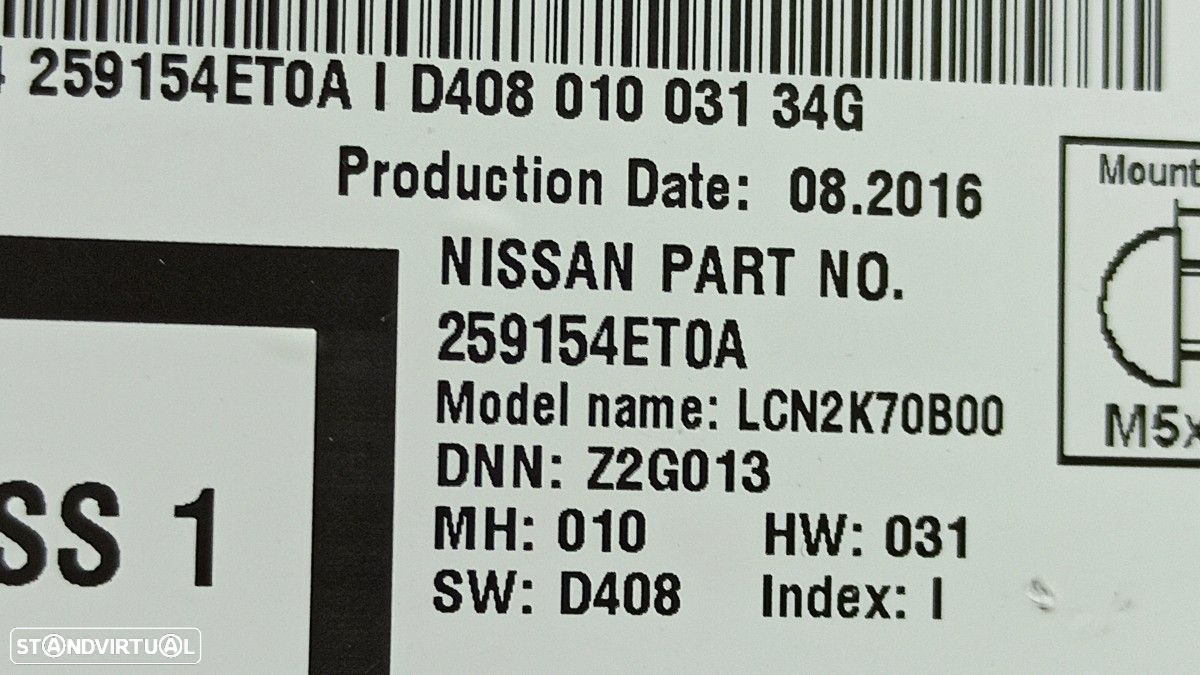 259154ET0A I D408 010 031 34G
Production Date: 08.2016
Mount
NISSAN PART NO.
259154ET0A
Model name: LCN2K70B00
M5x
DNN: Z2G013
SS 1
MH: 010 HW: 031
SW: D408 Index: I
STANDVIRTUAL